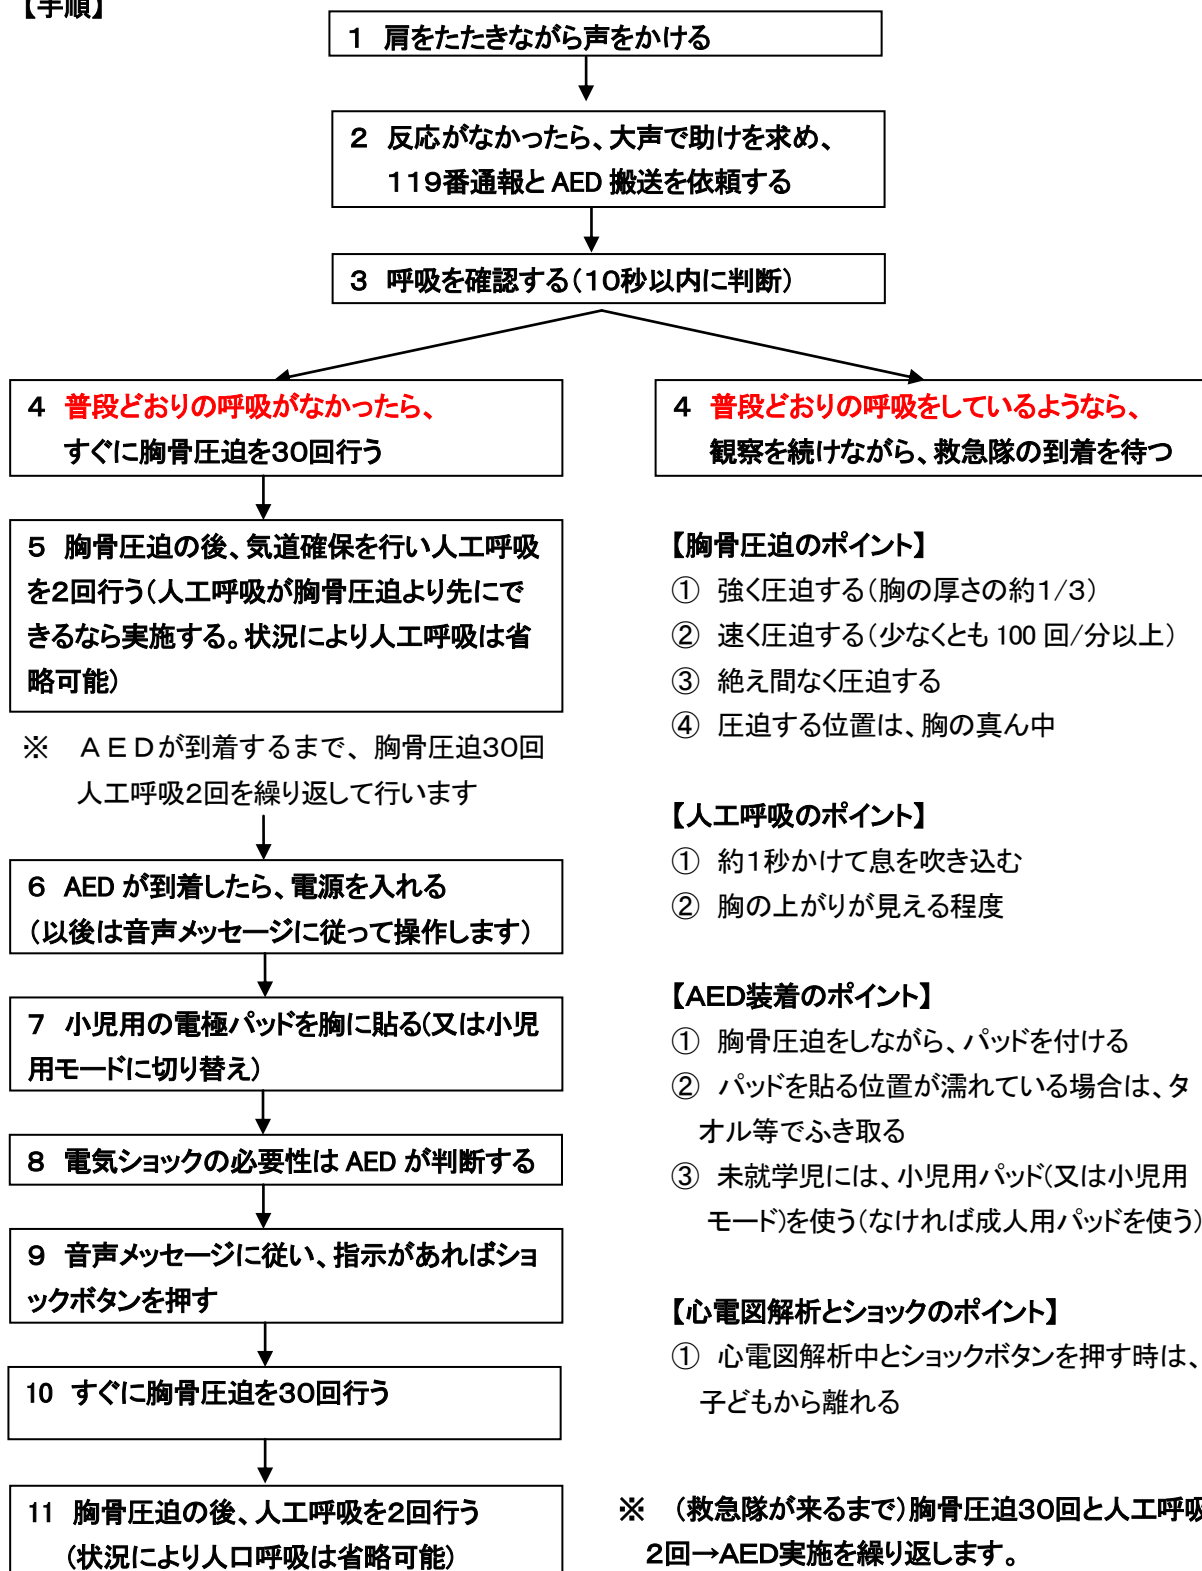 【手順】
１ 肩をたたきながら声をかける
２ 反応がなかったら、大声で助けを求め、
１１９番通報と AED 搬送を依頼する
３ 呼吸を確認する（１０秒以内に判断）
４ 普段どおりの呼吸がなかったら、
すぐに胸骨圧迫を３０回行う
５ 胸骨圧迫の後、気道確保を行い人工呼吸
を２回行う（人工呼吸が胸骨圧迫より先にで
きるなら実施する。状況により人工呼吸は省
略可能）
※ ＡＥＤが到着するまで、胸骨圧迫３０回
人工呼吸２回を繰り返して行います
６ AED が到着したら、電源を入れる
（以後は音声メッセージに従って操作します）
７ 小児用の電極パッドを胸に貼る(又は小児
用モードに切り替え)
８ 電気ショックの必要性は AED が判断する
９ 音声メッセージに従い、指示があればショ
ックボタンを押す
10 すぐに胸骨圧迫を３０回行う
11 胸骨圧迫の後、人工呼吸を２回行う
（状況により人口呼吸は省略可能）
４ 普段どおりの呼吸をしているようなら、
観察を続けながら、救急隊の到着を待つ
【胸骨圧迫のポイント】
① 強く圧迫する（胸の厚さの約１/３）
② 速く圧迫する（少なくとも 100 回/分以上）
③ 絶え間なく圧迫する
④ 圧迫する位置は、胸の真ん中
【人工呼吸のポイント】
① 約１秒かけて息を吹き込む
② 胸の上がりが見える程度
【AED装着のポイント】
① 胸骨圧迫をしながら、パッドを付ける
② パッドを貼る位置が濡れている場合は、タ
オル等でふき取る
③ 未就学児には、小児用パッド(又は小児用
モード)を使う(なければ成人用パッドを使う)
【心電図解析とショックのポイント】
① 心電図解析中とショックボタンを押す時は、
子どもから離れる
※ （救急隊が来るまで）胸骨圧迫３０回と人工呼吸
２回→AED実施を繰り返します。